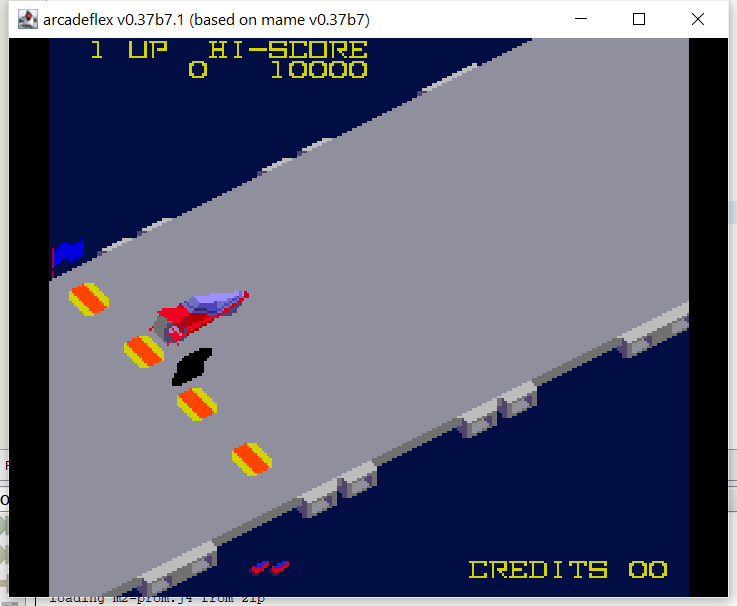 arcadeflex v0.37b7.1 (based on mame v0.37b7)
1 UP HI-SCORE
0 10000
CREDITS 00
loading m2-prom.j4 from zip